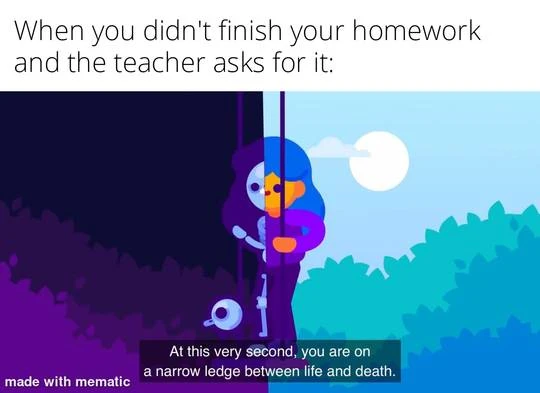 When you didn't finish your homework
and the teacher asks for it:
At this very second, you are on
a narrow ledge between life and death.
made with mematic